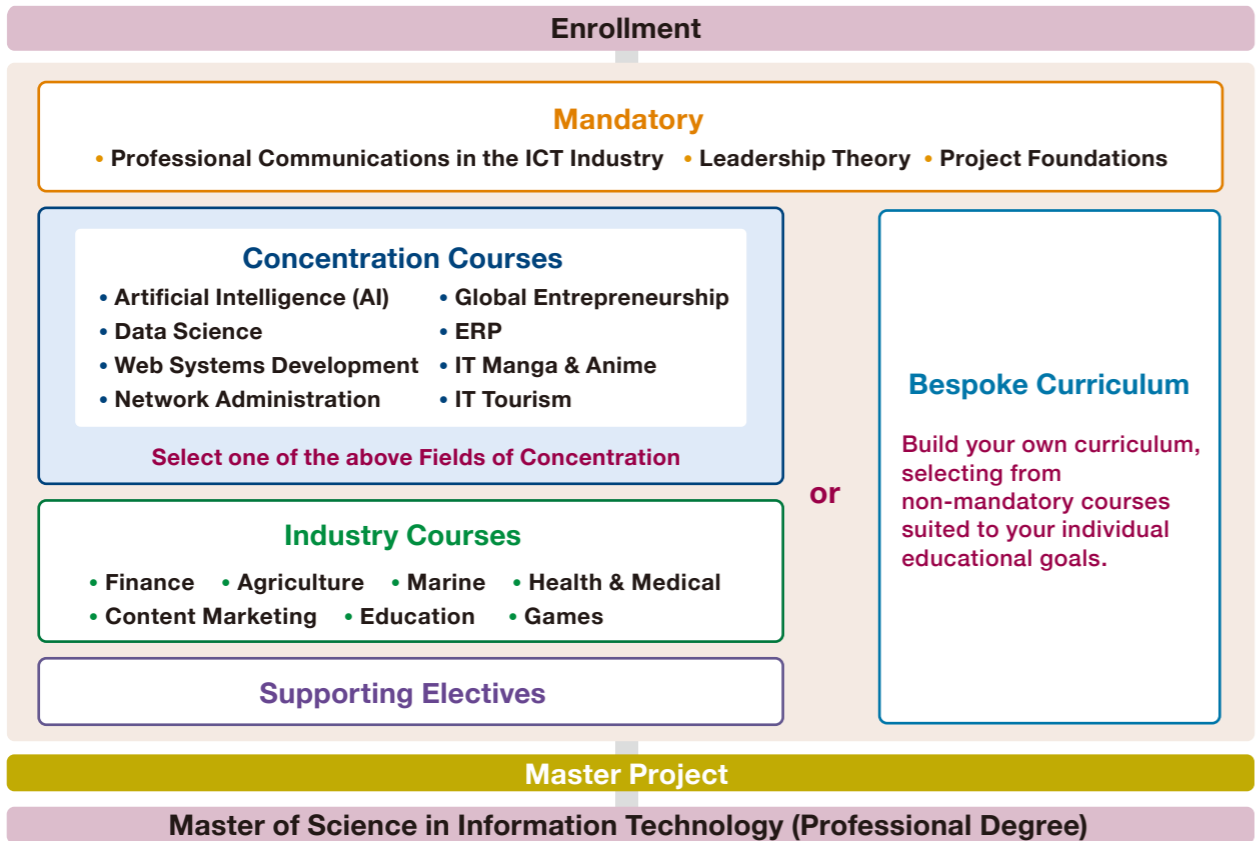 Enrollment
Mandatory
• Professional Communications in the ICT Industry • Leadership Theory • Project Foundations
Concentration Courses
• Artificial Intelligence (AI)
• Data Science
• Web Systems Development
• Network Administration
• Global Entrepreneurship
• ERP
• IT Manga & Anime
• IT Tourism
Select one of the above Fields of Concentration
Industry Courses
• Finance • Agriculture • Marine • Health & Medical
• Content Marketing • Education • Games
Supporting Electives
or
Bespoke Curriculum
Build your own curriculum,
selecting from
non-mandatory courses
suited to your individual
educational goals.
Master Project
Master of Science in Information Technology (Professional Degree)